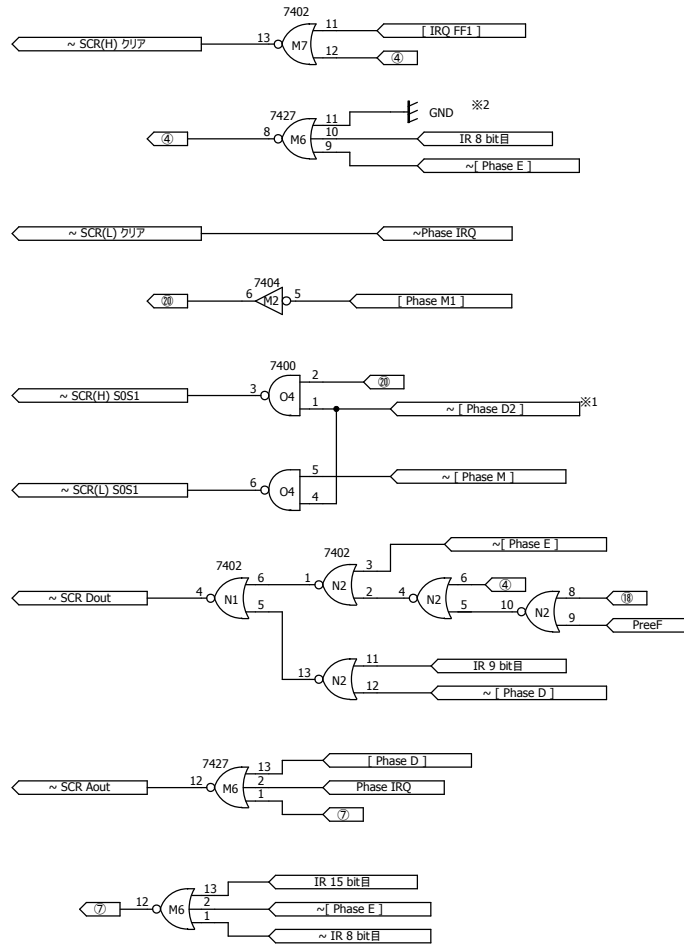 7402
~ SCR(H) クリア 13 M7 11 [ IRQ FF1 ]
12 ④
7427
④ 8 M6 11 GND ※2
10 IR 8 bit目
9 ~[ Phase E ]
~ SCR(L) クリア ~Phase IRQ
7404
⑳ 6 M2 5 [ Phase M1 ]
7400
~ SCR(H) S0S1 3 O4 2 ⑳
1 ~ [ Phase D2 ] ※1
~ SCR(L) S0S1 6 O4 5 ~ [ Phase M ]
4
~[ Phase E ]
7402 7402
~ SCR Dout 4 N1 6 1 N2 3
2 4 N2 6 ④
5 10 N2 8 ⑱
9 PreeF
5 13 N2 11 IR 9 bit目
12 ~ [ Phase D ]
7427
~ SCR Aout 12 M6 13 [ Phase D ]
2 Phase IRQ
1 ⑦
⑦ 12 M6 13 IR 15 bit目
2 ~[ Phase E ]
1 ~ IR 8 bit目